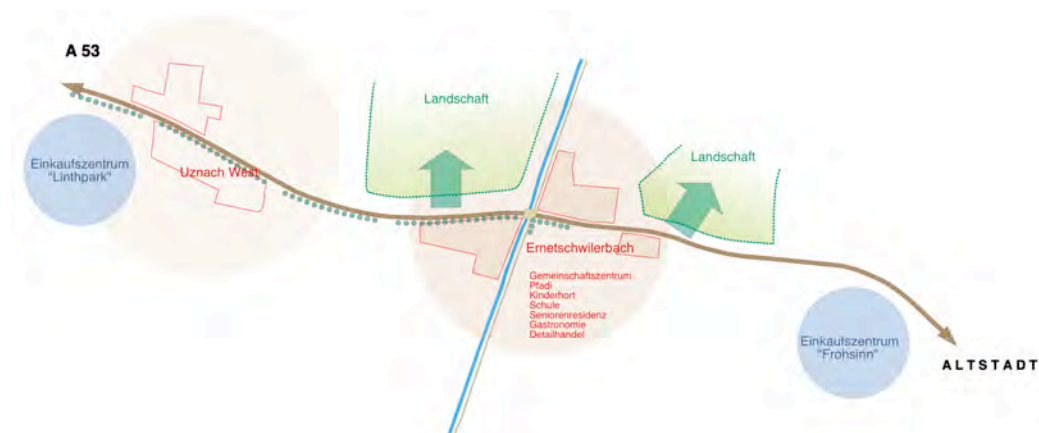 A 53
Landschaft
Einkaufszentrum
"Linthpark"
Uznach West
Landschaft
Ernetschwilerbach
Gemeinschaftszentrum
Pfadi
Kinderhort
Schule
Seniorenresidenz
Gastronomie
Detailhandel
Einkaufszentrum
"Frohsinn"
ALTSTADT